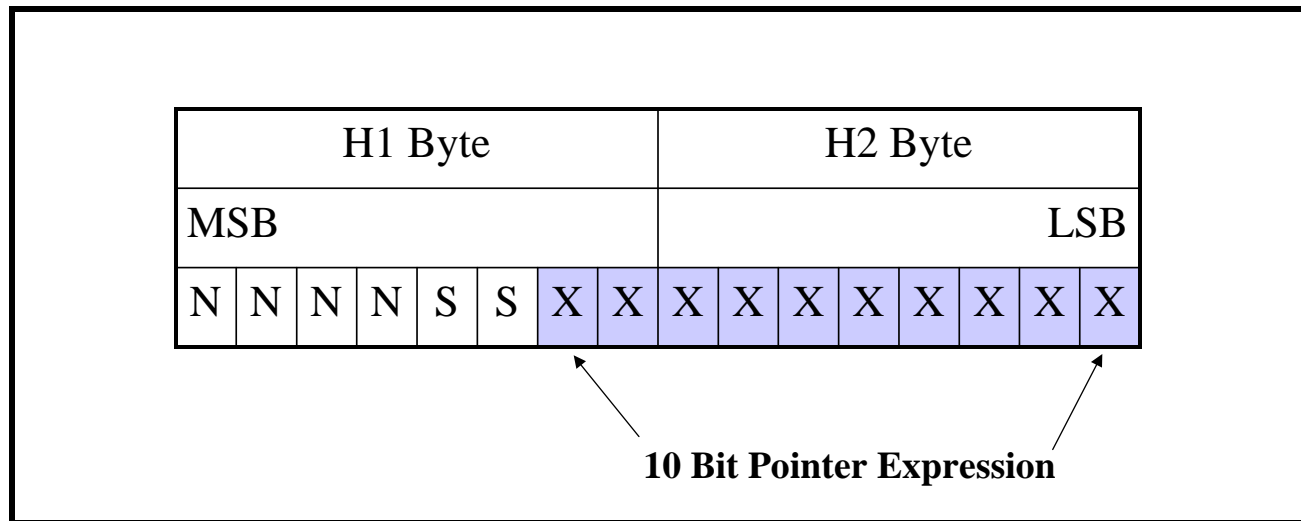 H1 Byte H2 Byte
MSB LSB
N N N N S S X X X X X X X X X X
10 Bit Pointer Expression